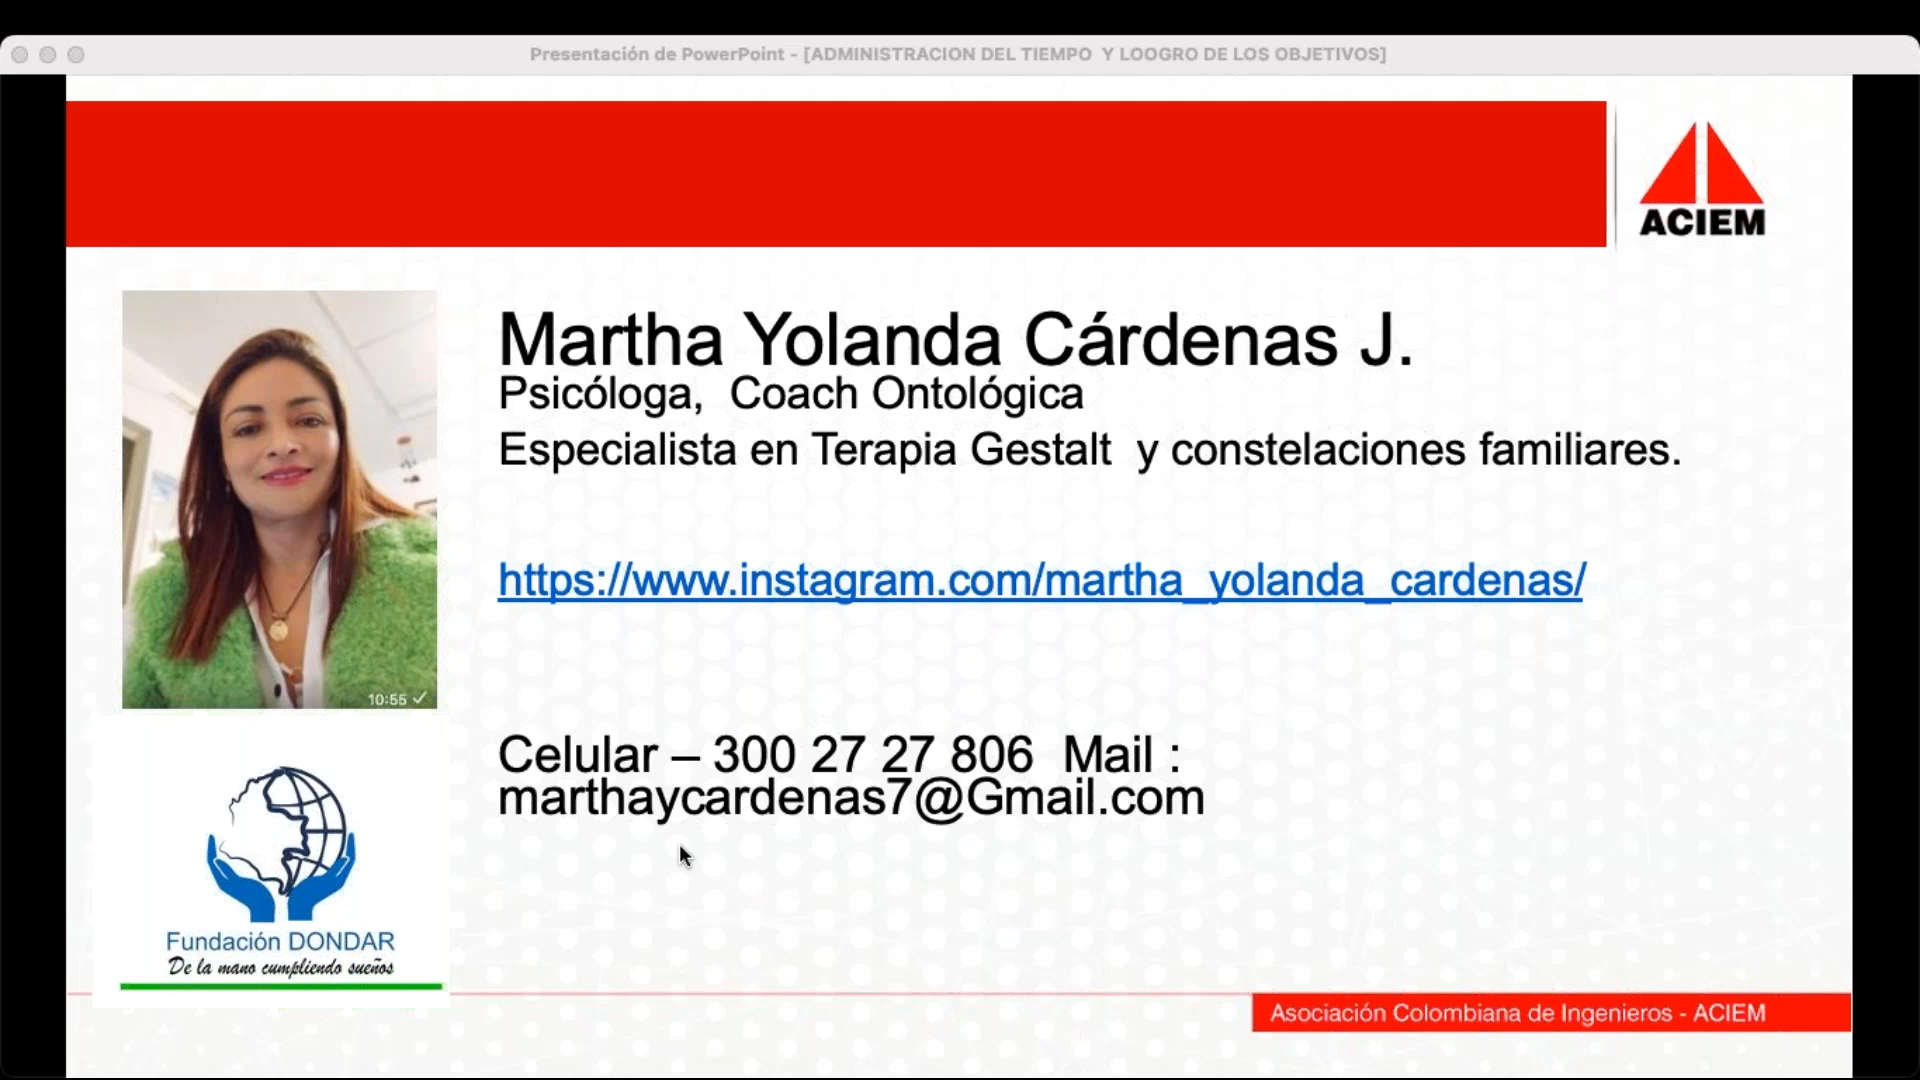 Presentación de PowerPoint - [ADMINISTRACION DEL TIEMPO  Y LOOGRO DE LOS OBJETIVOS]
ACIEM
Martha Yolanda Cárdenas J.
Psicóloga,  Coach Ontológica
Especialista en Terapia Gestalt  y constelaciones familiares.
https://www.instagram.com/martha_yolanda_cardenas/
10:55
Celular – 300 27 27 806  Mail :
marthaycardenas7@Gmail.com
Fundación DONDAR
De la mano cumpliendo sueños
Asociación Colombiana de Ingenieros - ACIEM